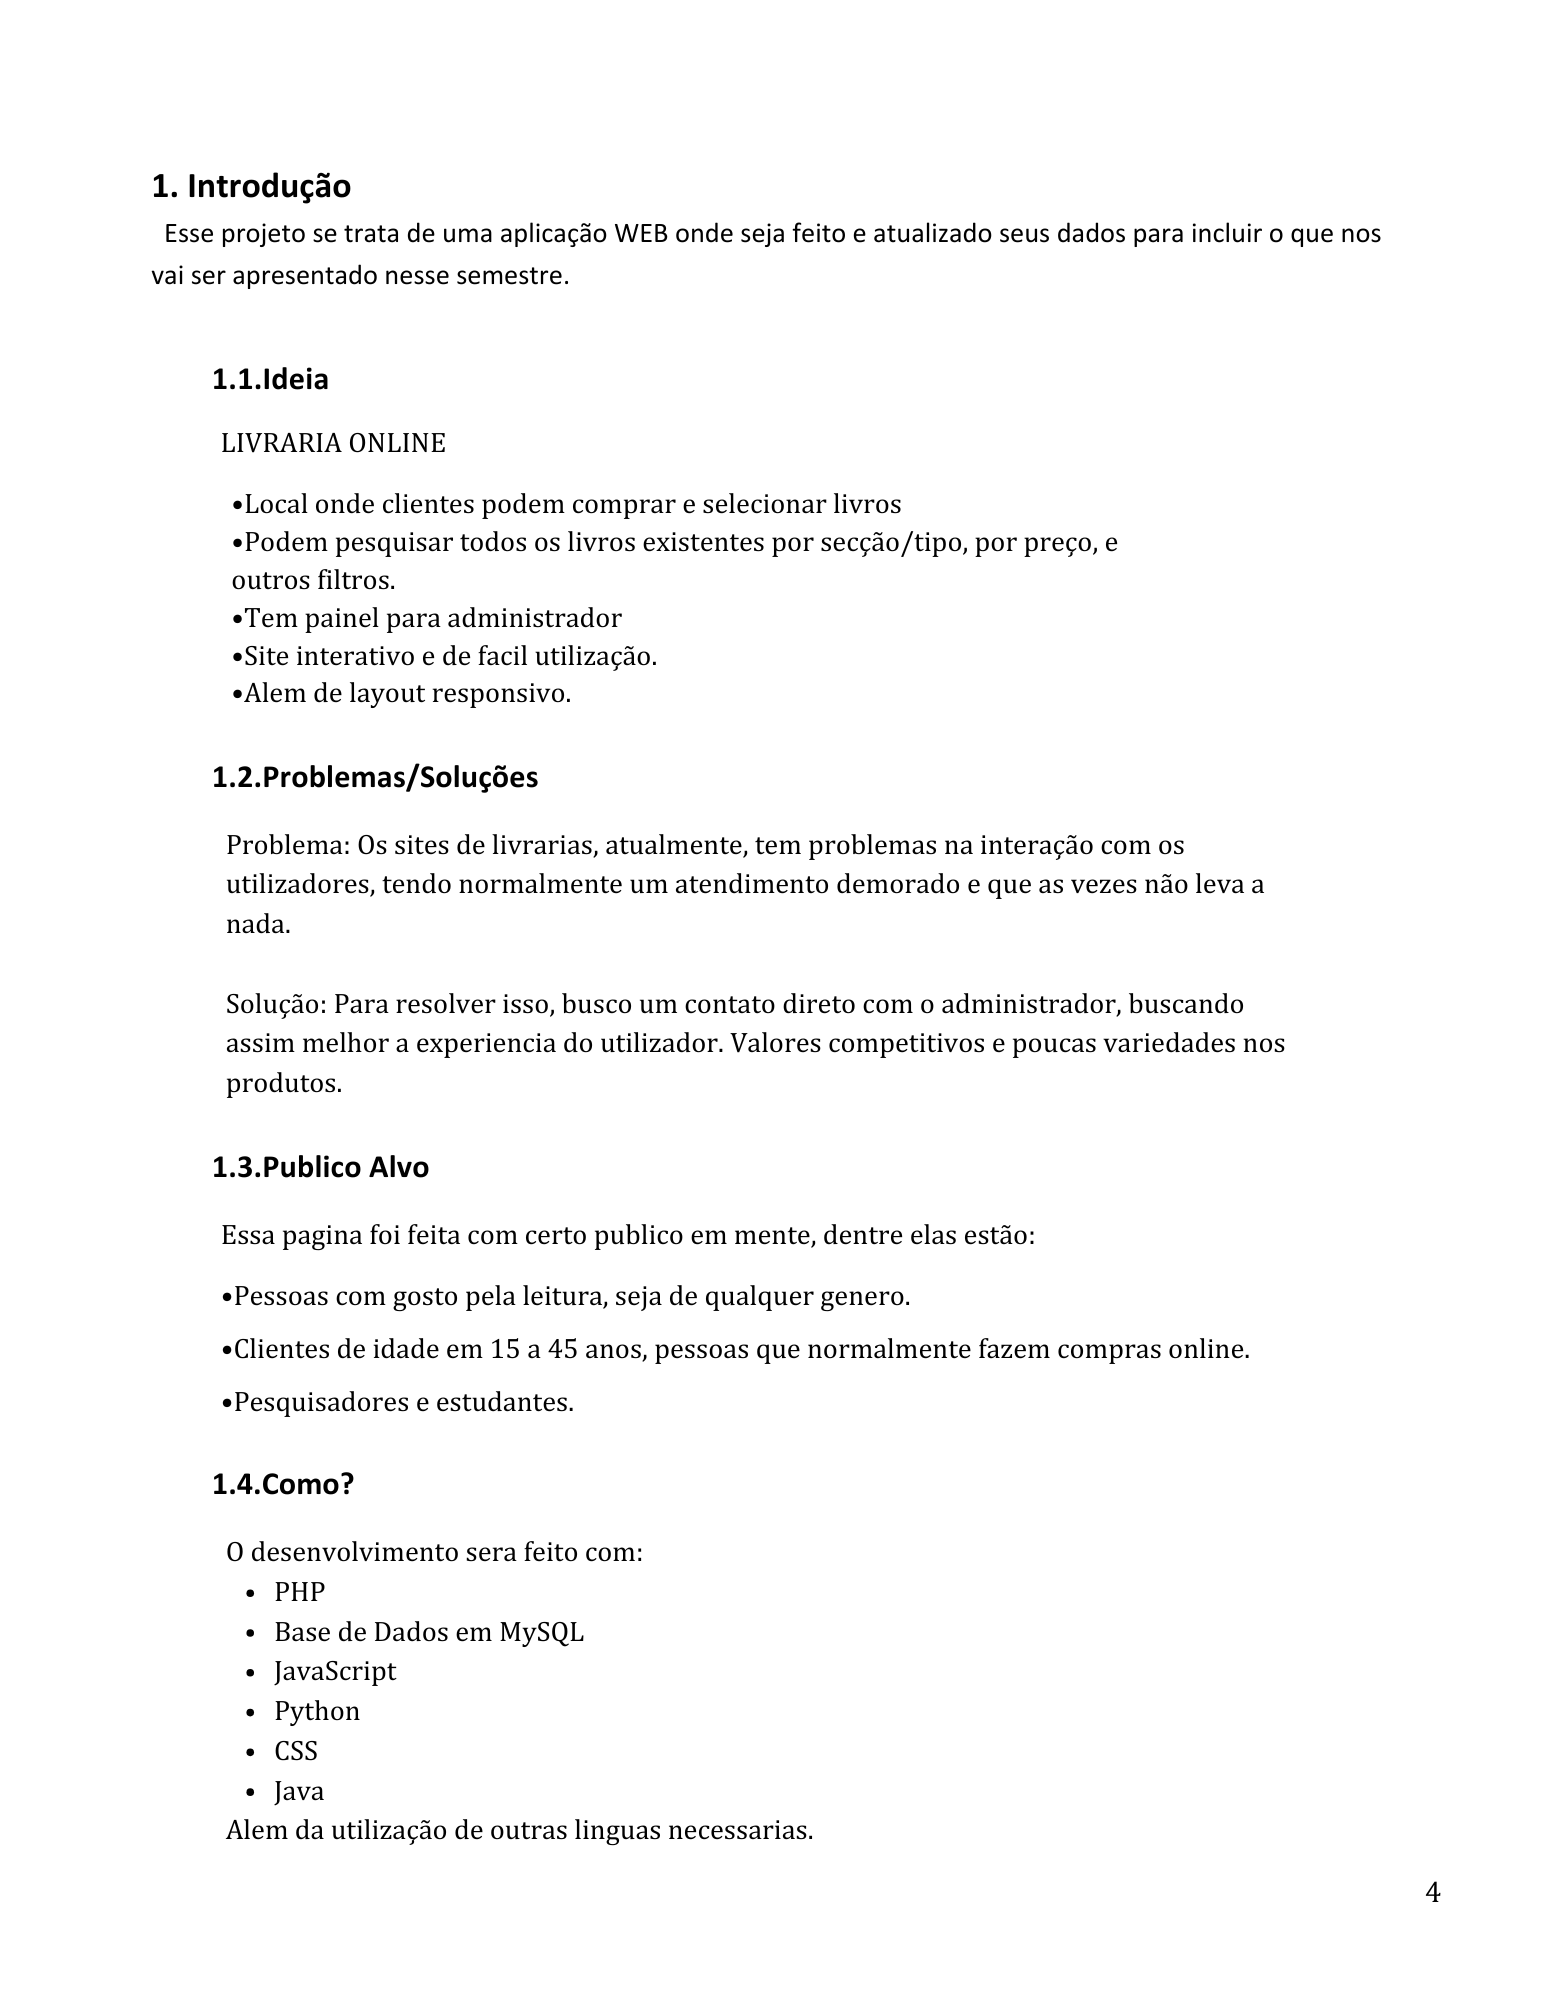 1. Introdução
Esse projeto se trata de uma aplicação WEB onde seja feito e atualizado seus dados para incluir o que nos
vai ser apresentado nesse semestre.
1.1.Ideia
LIVRARIA ONLINE
•Local onde clientes podem comprar e selecionar livros
•Podem pesquisar todos os livros existentes por secção/tipo, por preço, e
outros filtros.
•Tem painel para administrador
•Site interativo e de facil utilização.
•Alem de layout responsivo.
1.2.Problemas/Soluções
Problema: Os sites de livrarias, atualmente, tem problemas na interação com os
utilizadores, tendo normalmente um atendimento demorado e que as vezes não leva a
nada.
Solução: Para resolver isso, busco um contato direto com o administrador, buscando
assim melhor a experiencia do utilizador. Valores competitivos e poucas variedades nos
produtos.
1.3.Publico Alvo
Essa pagina foi feita com certo publico em mente, dentre elas estão:
•Pessoas com gosto pela leitura, seja de qualquer genero.
•Clientes de idade em 15 a 45 anos, pessoas que normalmente fazem compras online.
•Pesquisadores e estudantes.
1.4.Como?
O desenvolvimento sera feito com:
• PHP
• Base de Dados em MySQL
• JavaScript
• Python
• CSS
• Java
Alem da utilização de outras linguas necessarias.
4